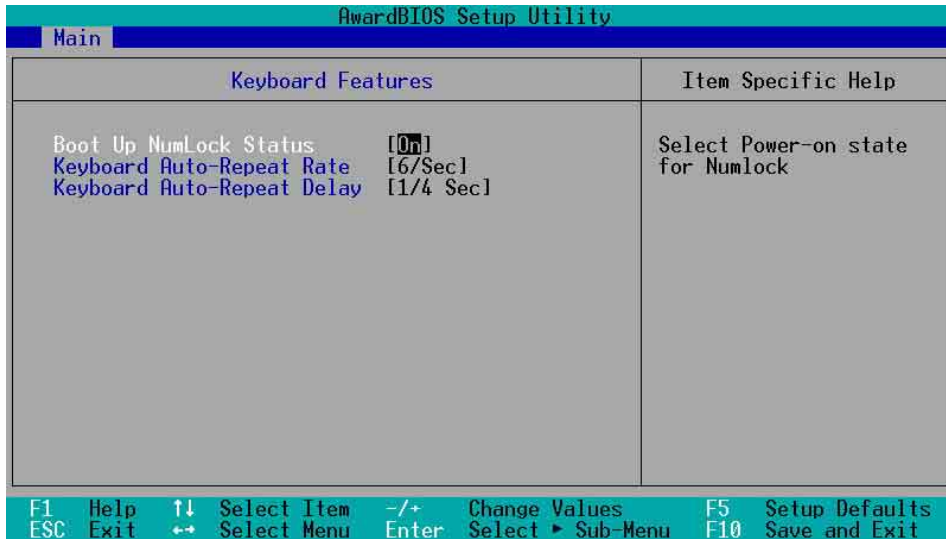 AwardBIOS Setup Utility
Main
Keyboard Features
Item Specific Help
Boot Up NumLock Status [On]
Keyboard Auto-Repeat Rate [6/Sec]
Keyboard Auto-Repeat Delay [1/4 Sec]
Select Power-on state
for Numlock
F1 Help ↑↓ Select Item -/+ Change Values F5 Setup Defaults
ESC Exit ←→ Select Menu Enter Select ► Sub-Menu F10 Save and Exit